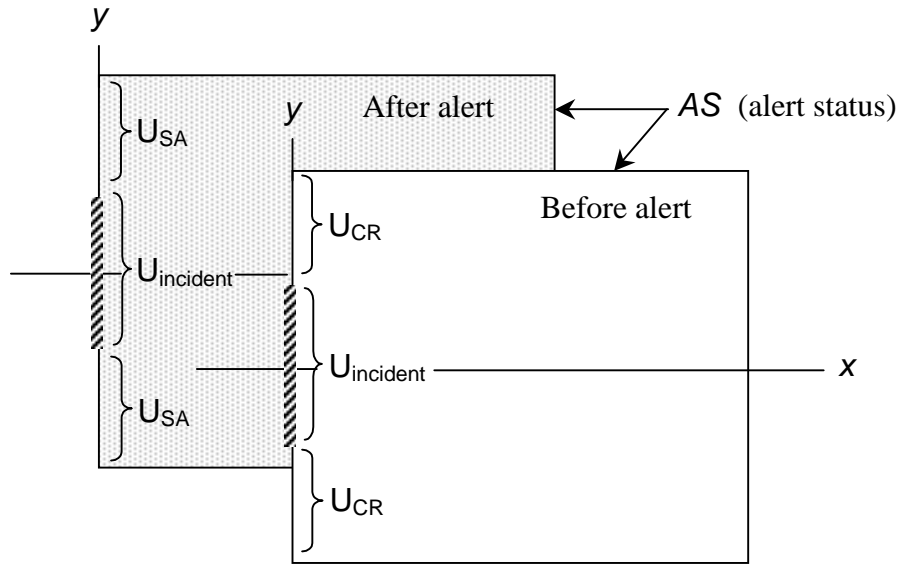 y
After alert
AS (alert status)
y
U_SA
Before alert
U_CR
U_incident
U_incident
x
U_SA
U_CR